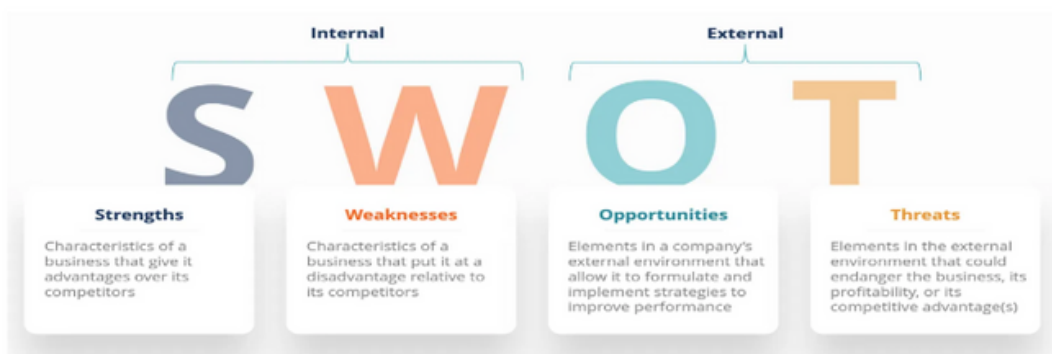 Internal
External
S W O T
Strengths
Characteristics of a
business that give it
advantages over its
competitors
Weaknesses
Characteristics of a
business that put it at a
disadvantage relative to
its competitors
Opportunities
Elements in a company's
external environment that
allow it to formulate and
implement strategies to
improve performance
Threats
Elements in the external
environment that could
endanger the business, its
profitability, or its
competitive advantage(s)